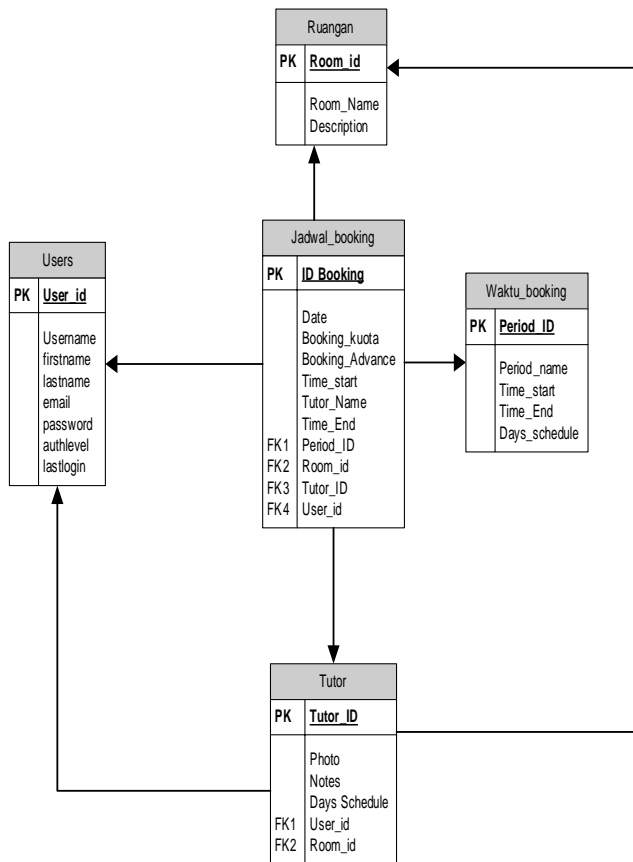 Ruangan
PK Room_id
Room_Name
Description
Jadwal_booking
PK ID Booking
Date
Booking_kuota
Booking_Advance
Time_start
Tutor_Name
Time_End
FK1 Period_ID
FK2 Room_id
FK3 Tutor_ID
FK4 User_id
Users
PK User_id
Username
firstname
lastname
email
password
authlevel
lastlogin
Waktu_booking
PK Period_ID
Period_name
Time_start
Time_End
Days_schedule
Tutor
PK Tutor_ID
Photo
Notes
Days Schedule
FK1 User_id
FK2 Room_id